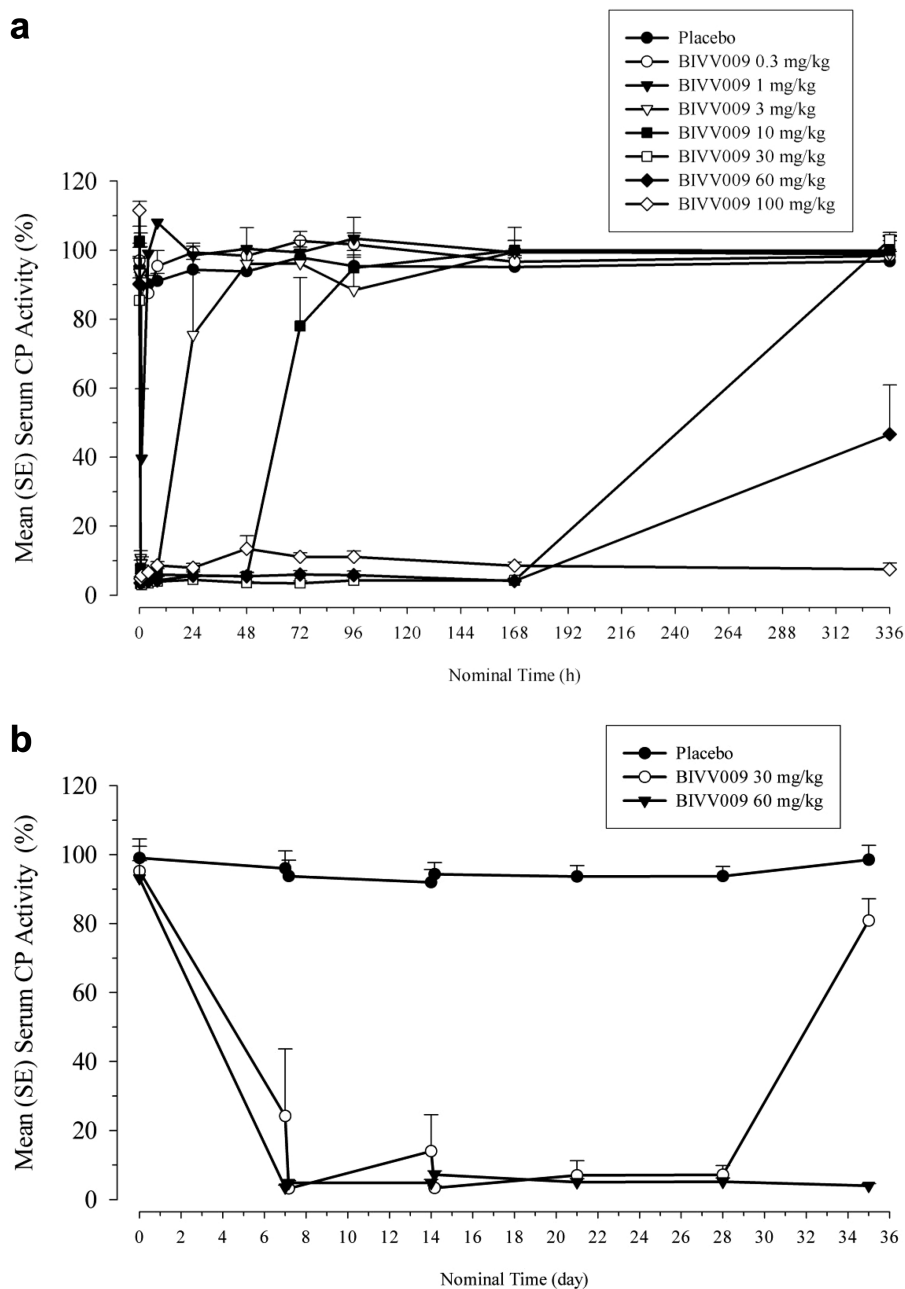 a
Placebo
BIVV009 0.3 mg/kg
BIVV009 1 mg/kg
BIVV009 3 mg/kg
BIVV009 10 mg/kg
BIVV009 30 mg/kg
BIVV009 60 mg/kg
BIVV009 100 mg/kg
Mean (SE) Serum CP Activity (%)
120
100
80
60
40
20
0
0 24 48 72 96 120 144 168 192 216 240 264 288 312 336
Nominal Time (h)
b
Placebo
BIVV009 30 mg/kg
BIVV009 60 mg/kg
Mean (SE) Serum CP Activity (%)
120
100
80
60
40
20
0
0 2 4 6 8 10 12 14 16 18 20 22 24 26 28 30 32 34 36
Nominal Time (day)